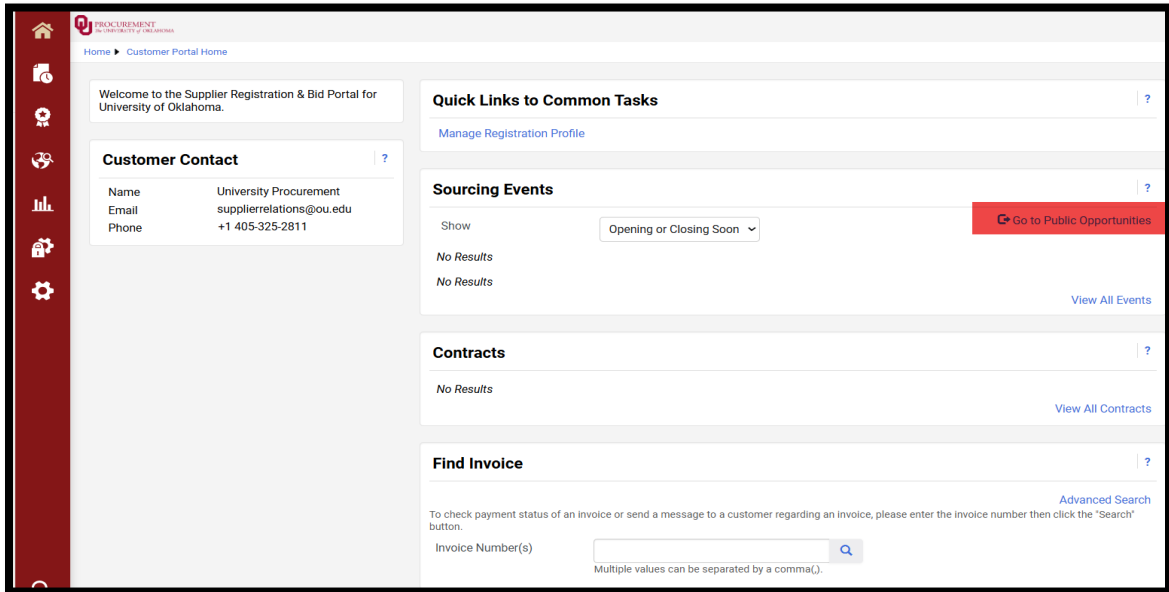 PROCUREMENT
The UNIVERSITY of OKLAHOMA
Home Customer Portal Home
Welcome to the Supplier Registration & Bid Portal for
University of Oklahoma.
Customer Contact ?
Name University Procurement
Email supplierrelations@ou.edu
Phone +1 405-325-2811
Quick Links to Common Tasks ?
Manage Registration Profile
Sourcing Events ?
Go to Public Opportunities
Show Opening or Closing Soon
No Results
No Results
View All Events
Contracts ?
No Results
View All Contracts
Find Invoice ?
Advanced Search
To check payment status of an invoice or send a message to a customer regarding an invoice, please enter the invoice number then click the "Search"
button.
Invoice Number(s)
Multiple values can be separated by a comma(,).